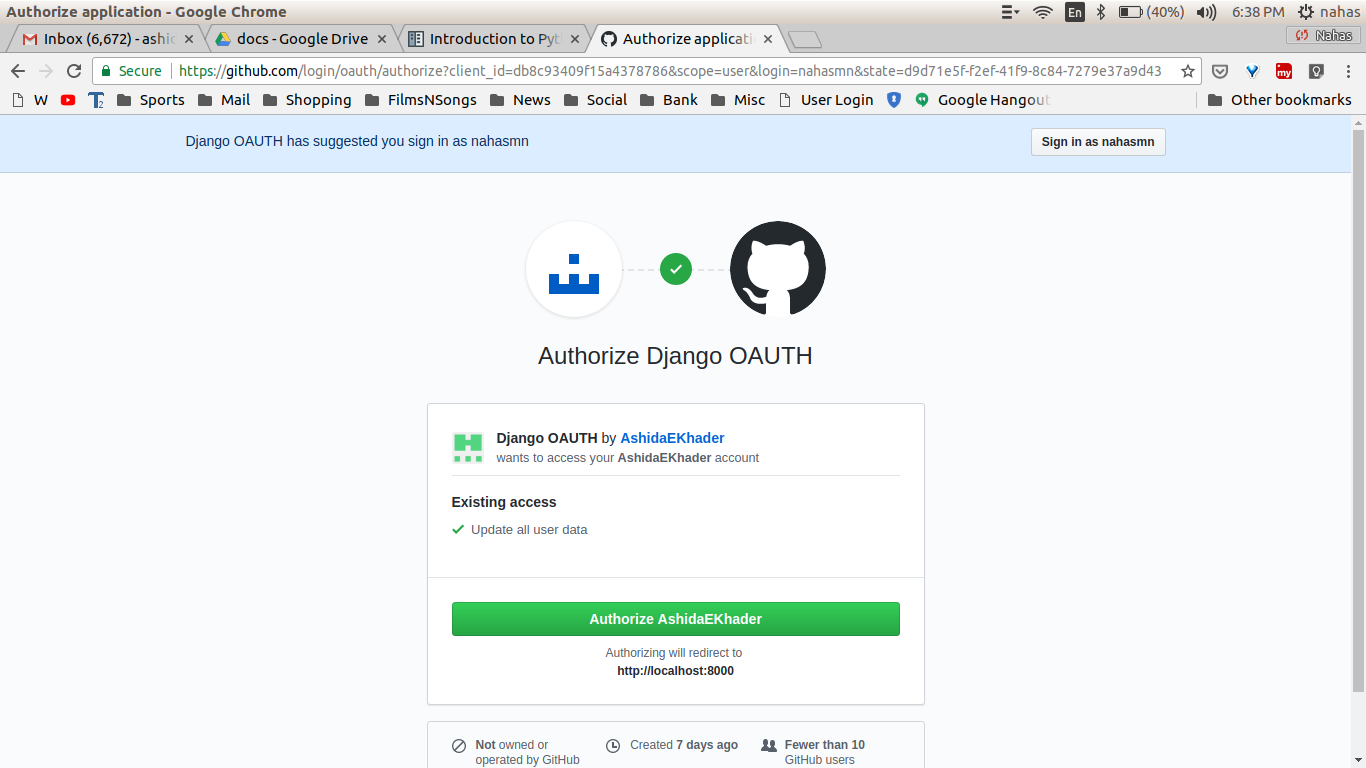 Authorize application - Google Chrome
En
(40%)
6:38 PM
nahas
Inbox (6,672) - ashid
docs - Google Drive
Introduction to Pyt
Authorize applicati
Nahas
Secure
https://github.com/login/oauth/authorize?client_id=db8c93409f15a4378786&scope=user&login=nahasmn&state=d9d71e5f-f2ef-41f9-8c84-7279e37a9d43
my
W
Sports
Mail
Shopping
FilmsNSongs
News
Social
Bank
Misc
User Login
Google Hangout
Other bookmarks
Django OAUTH has suggested you sign in as nahasmn
Sign in as nahasmn
Authorize Django OAUTH
Django OAUTH by AshidaEKhader
wants to access your AshidaEKhader account
Existing access
Update all user data
Authorize AshidaEKhader
Authorizing will redirect to
http://localhost:8000
Not owned or
operated by GitHub
Created 7 days ago
Fewer than 10
GitHub users